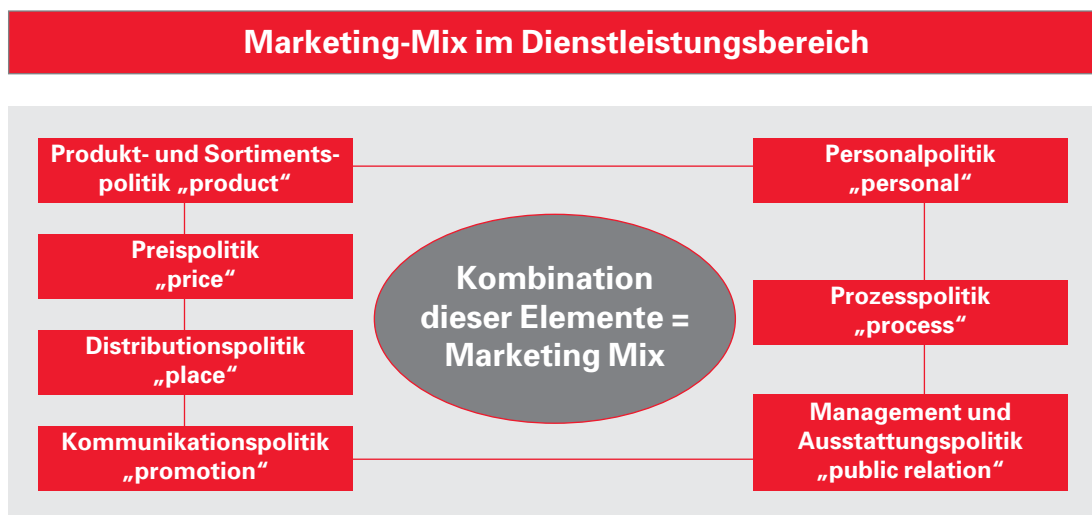 Marketing-Mix im Dienstleistungsbereich
Produkt- und Sortiments-
politik „product“
Preispolitik
„price“
Distributionspolitik
„place“
Kommunikationspolitik
„promotion“
Kombination
dieser Elemente =
Marketing Mix
Personalpolitik
„personal“
Prozesspolitik
„process“
Management und
Ausstattungspolitik
„public relation“